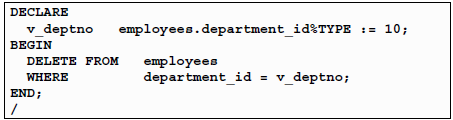 DECLARE
  v_deptno   employees.department_id%TYPE := 10;
BEGIN
  DELETE FROM   employees
  WHERE         department_id = v_deptno;
END;
/